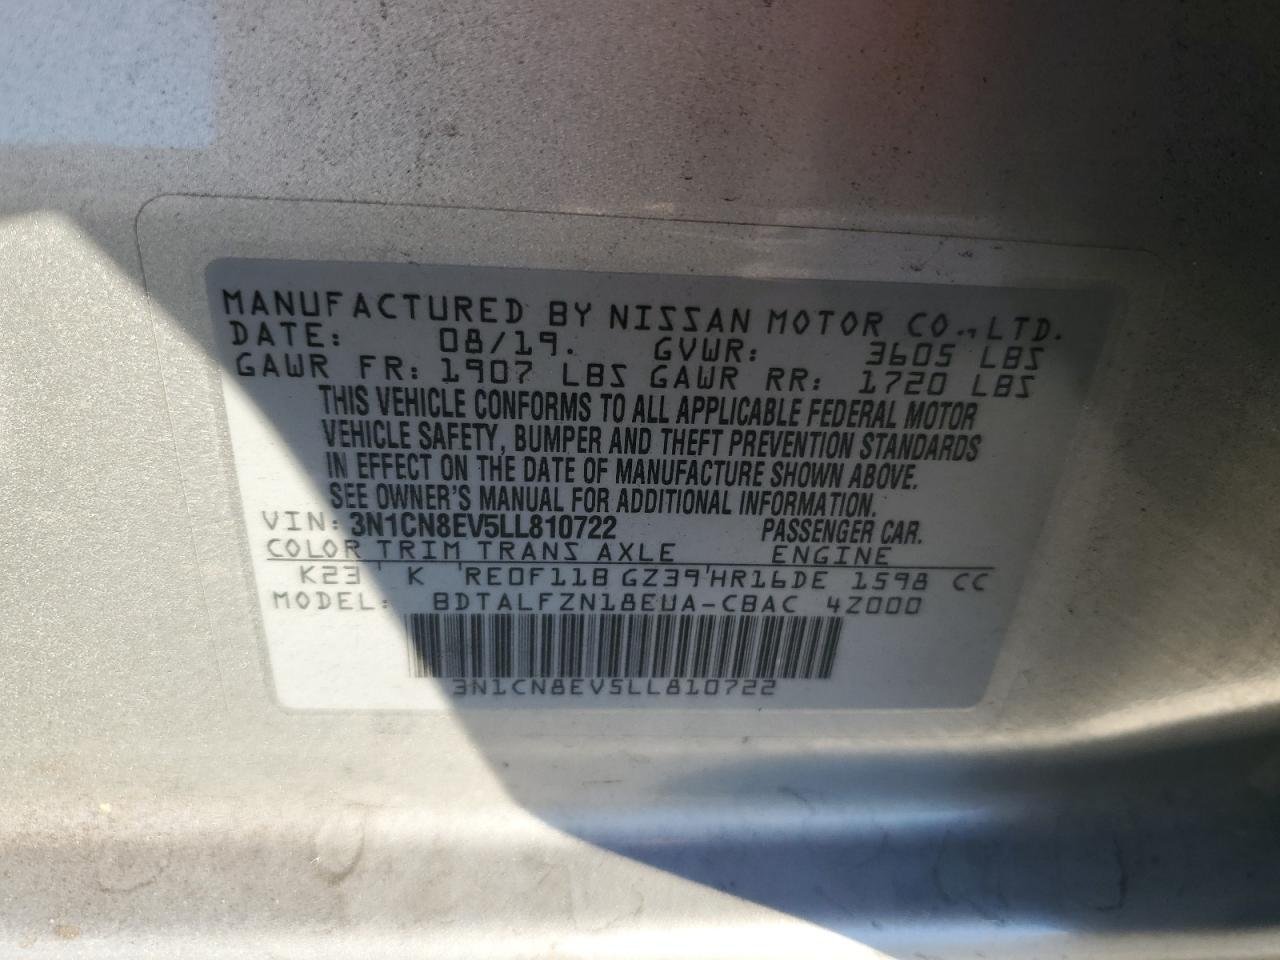 MANUFACTURED BY NISSAN MOTOR CO., LTD.
DATE: 08/19. GVWR: 3605 LBS
GAWR FR: 1907 LBS GAWR RR: 1720 LBS
THIS VEHICLE CONFORMS TO ALL APPLICABLE FEDERAL MOTOR
VEHICLE SAFETY, BUMPER AND THEFT PREVENTION STANDARDS
IN EFFECT ON THE DATE OF MANUFACTURE SHOWN ABOVE.
SEE OWNER'S MANUAL FOR ADDITIONAL INFORMATION.
VIN: 3N1CN8EV5LL810722 PASSENGER CAR.
COLOR TRIM TRANS AXLE ENGINE
K23 ' K 'RE0F11B GZ39'HR16DE 1598 CC
MODEL: BDTALFZN18EUA-CBAC 4Z000
3N1CN8EV5LL810722